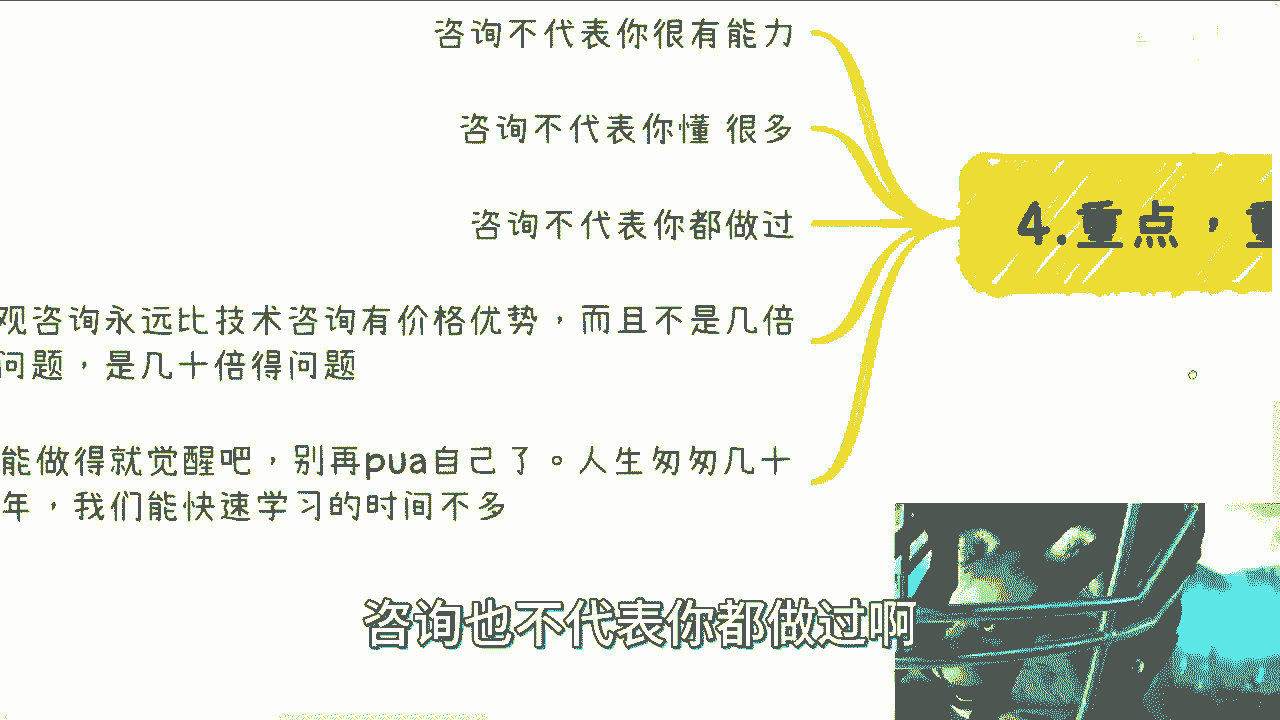 咨询不代表你很有能力
咨询不代表你懂 很多
咨询不代表你都做过
观咨询永远比技术咨询有价格优势，而且不是几倍
问题，是几十倍得问题
能做得就觉醒吧，别再pua自己了。人生匆匆几十
年，我们能快速学习的时间不多
4.重点，重
咨询也不代表你都做过啊